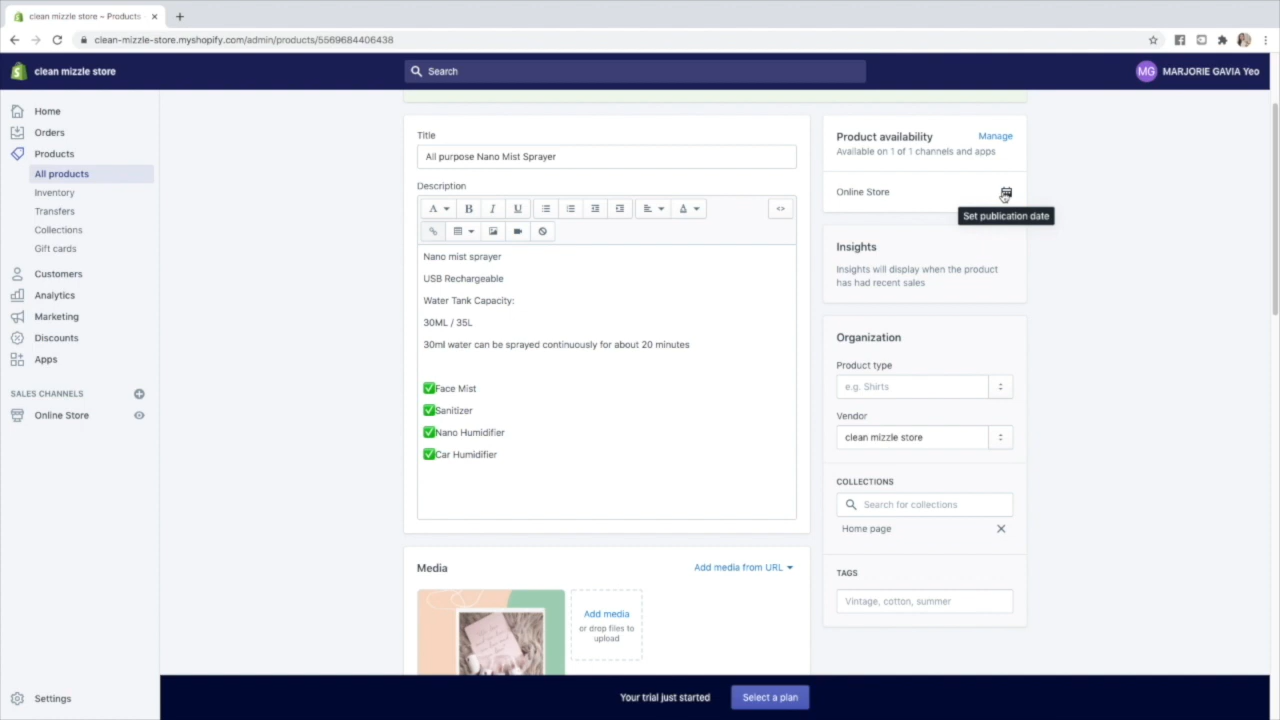 clean mizzle store ~ Products
clean-mizzle-store.myshopify.com/admin/products/5569684406438
clean mizzle store
Search
MG
MARJORIE GAVIA Yeo
Home
Orders
Products
All products
Inventory
Transfers
Collections
Gift cards
Customers
Analytics
Marketing
Discounts
Apps
SALES CHANNELS
Online Store
Settings
Title
All purpose Nano Mist Sprayer
Description
A
B
I
U
A
<>
Nano mist sprayer
USB Rechargeable
Water Tank Capacity:
30ML / 35L
30ml water can be sprayed continuously for about 20 minutes
✅Face Mist
✅Sanitizer
✅Nano Humidifier
✅Car Humidifier
Media
Add media from URL
Add media
or drop files to
upload
Product availability
Manage
Available on 1 of 1 channels and apps
Online Store
Set publication date
Insights
Insights will display when the product
has had recent sales
Organization
Product type
e.g. Shirts
Vendor
clean mizzle store
COLLECTIONS
Search for collections
Home page
TAGS
Vintage, cotton, summer
Your trial just started
Select a plan